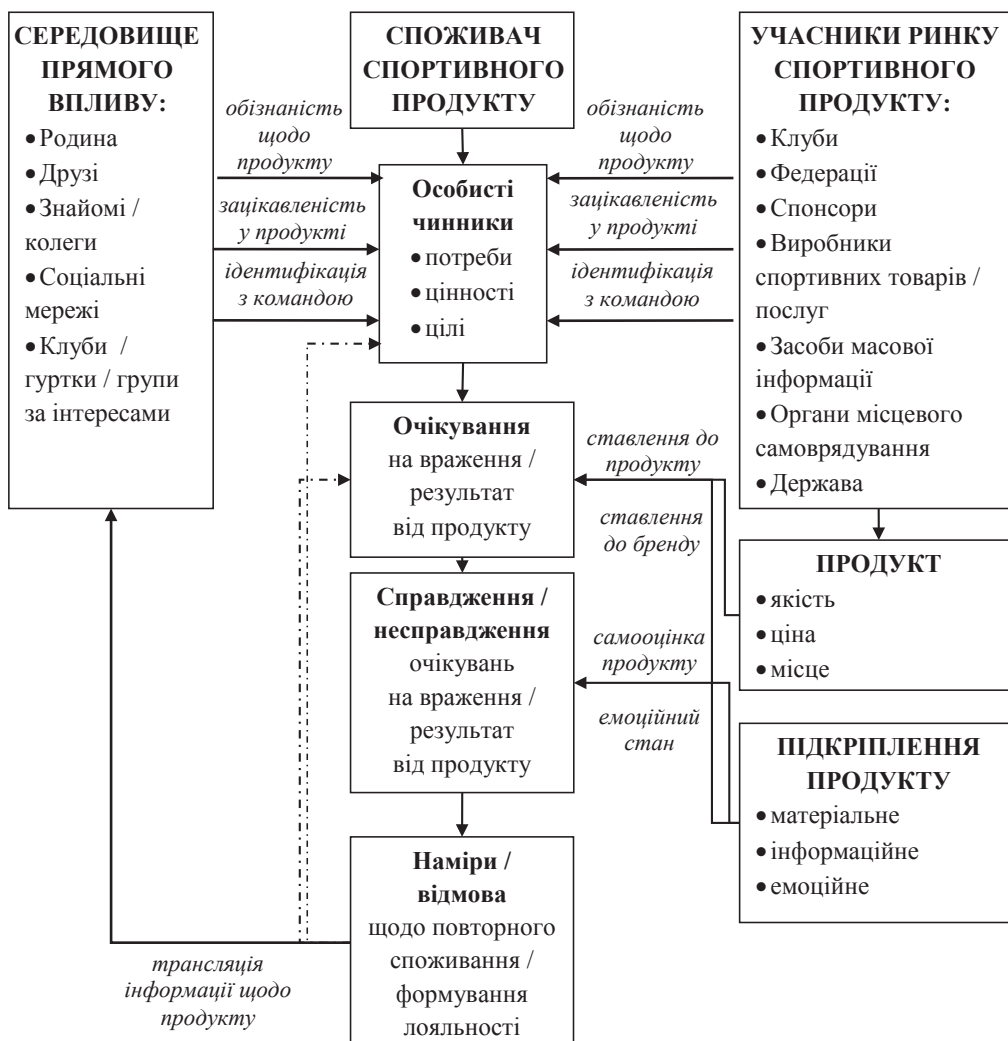 СЕРЕДОВИЩЕ
ПРЯМОГО
ВПЛИВУ:
• Родина
• Друзі
• Знайомі /
колеги
• Соціальні
мережі
• Клуби /
гуртки / групи
за інтересами
обізнаність
щодо
продукту
зацікавленість
у продукті
ідентифікація
з командою
СПОЖИВАЧ
СПОРТИВНОГО
ПРОДУКТУ
Особисті
чинники
• потреби
• цінності
• цілі
Очікування
на враження /
результат
від продукту
Справдження /
несправдження
очікувань
на враження /
результат
від продукту
Наміри /
відмова
щодо повторного
споживання /
формування
лояльності
трансляція
інформації щодо
продукту
обізнаність
щодо
продукту
зацікавленість
у продукті
ідентифікація
з командою
ставлення до
продукту
ставлення
до бренду
самооцінка
продукту
емоційний
стан
УЧАСНИКИ РИНКУ
СПОРТИВНОГО
ПРОДУКТУ:
• Клуби
• Федерації
• Спонсори
• Виробники
спортивних товарів /
послуг
• Засоби масової
інформації
• Органи місцевого
самоврядування
• Держава
ПРОДУКТ
• якість
• ціна
• місце
ПІДКРІПЛЕННЯ
ПРОДУКТУ
• матеріальне
• інформаційне
• емоційне